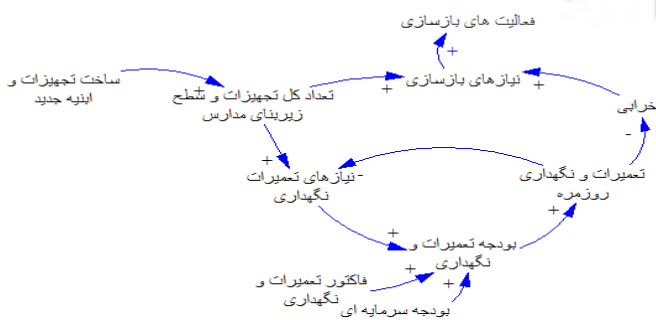 فعالیت های بازسازی
نیازهای بازسازی
ساخت تجهیزات و
ابنیه جدید
تعداد کل تجهیزات و سطح
زیربنای مدارس
خرابی
نیازهای تعمیرات
نگهداری
تعمیرات و نگهداری
روزمره
بودجه تعمیرات و
نگهداری
فاکتور تعمیرات و
نگهداری
بودجه سرمایه ای